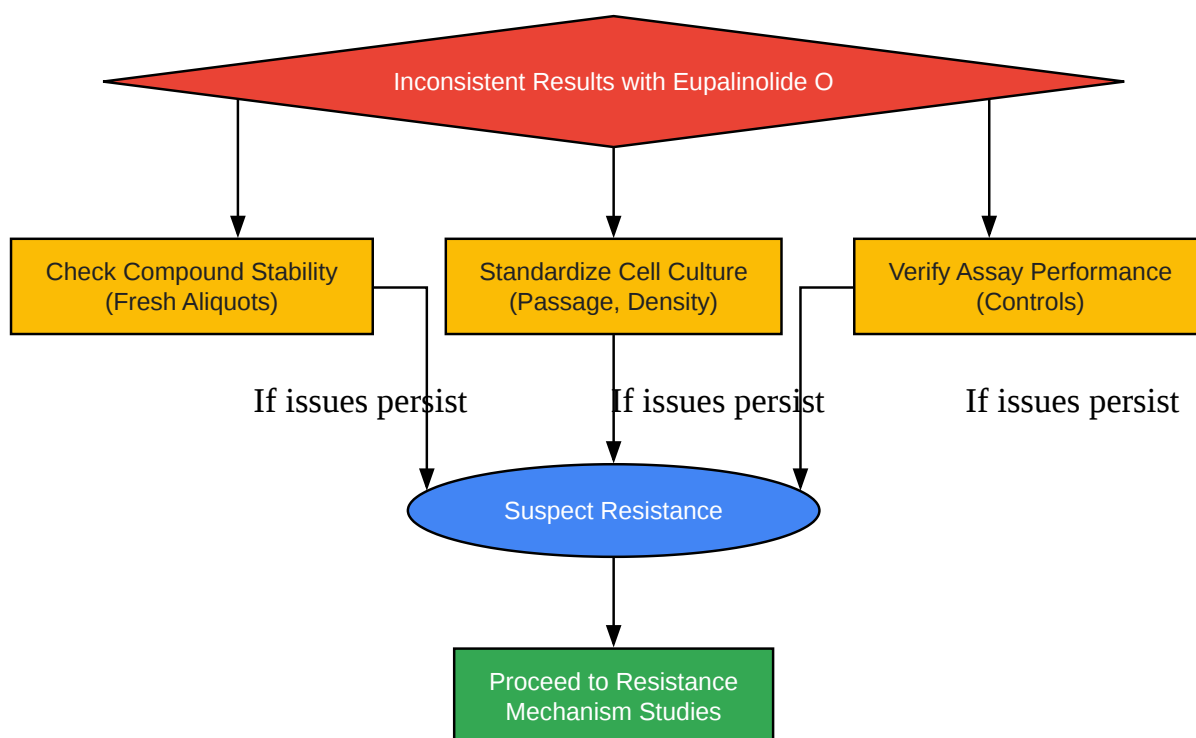 Inconsistent Results with Eupalinolide O
Check Compound Stability
(Fresh Aliquots)
Standardize Cell Culture
(Passage, Density)
Verify Assay Performance
(Controls)
If issues persist
If issues persist
If issues persist
Suspect Resistance
Proceed to Resistance
Mechanism Studies